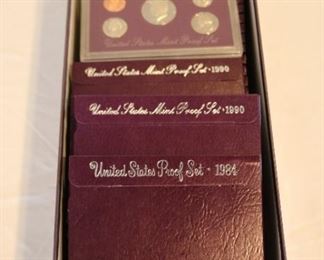 United States Mint Proof Set
United States Mint Proof Set • 1990
United States Mint Proof Set • 1990
United States Proof Set • 1984